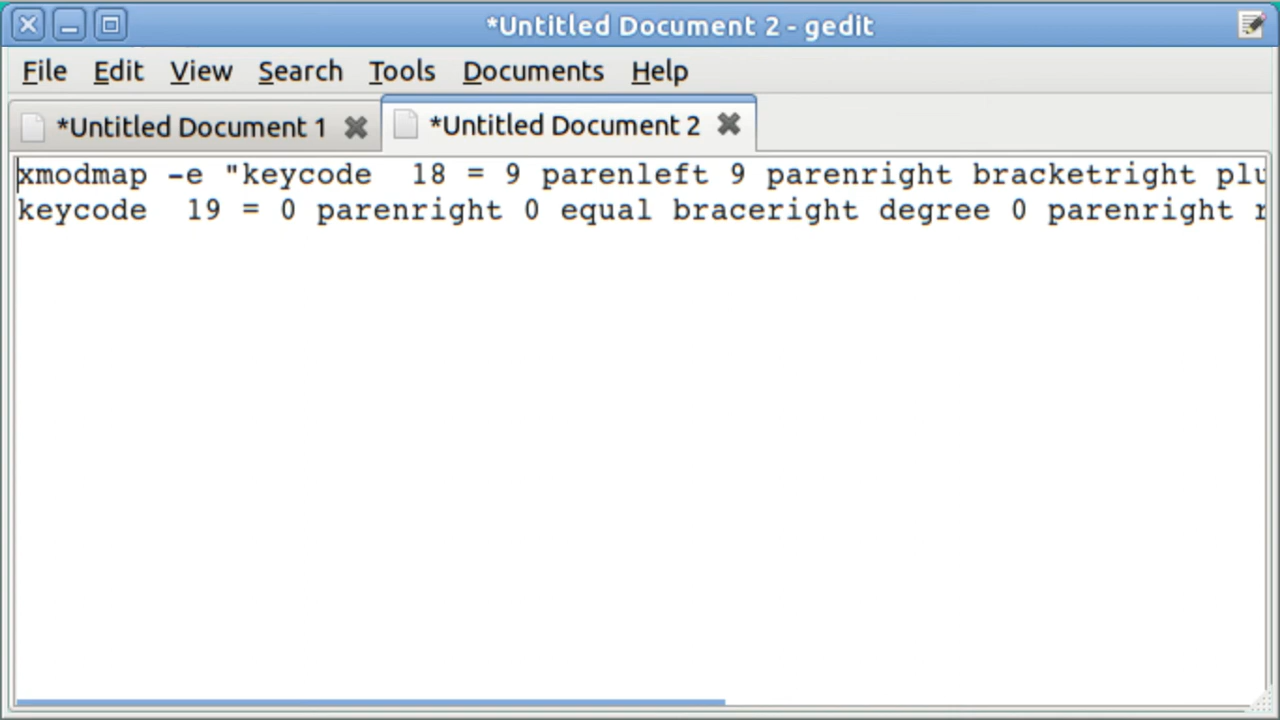 *Untitled Document 2 - gedit
File Edit View Search Tools Documents Help
*Untitled Document 1
*Untitled Document 2
xmodmap -e "keycode  18 = 9 parenleft 9 parenright bracketright plu
keycode  19 = 0 parenright 0 equal braceright degree 0 parenright r